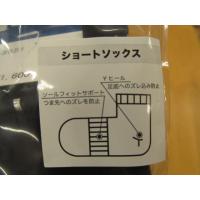 ショートソックス
Yヒール
足底へのズレ込み防止
ソールフィットサポート
つま先へのズレを防止